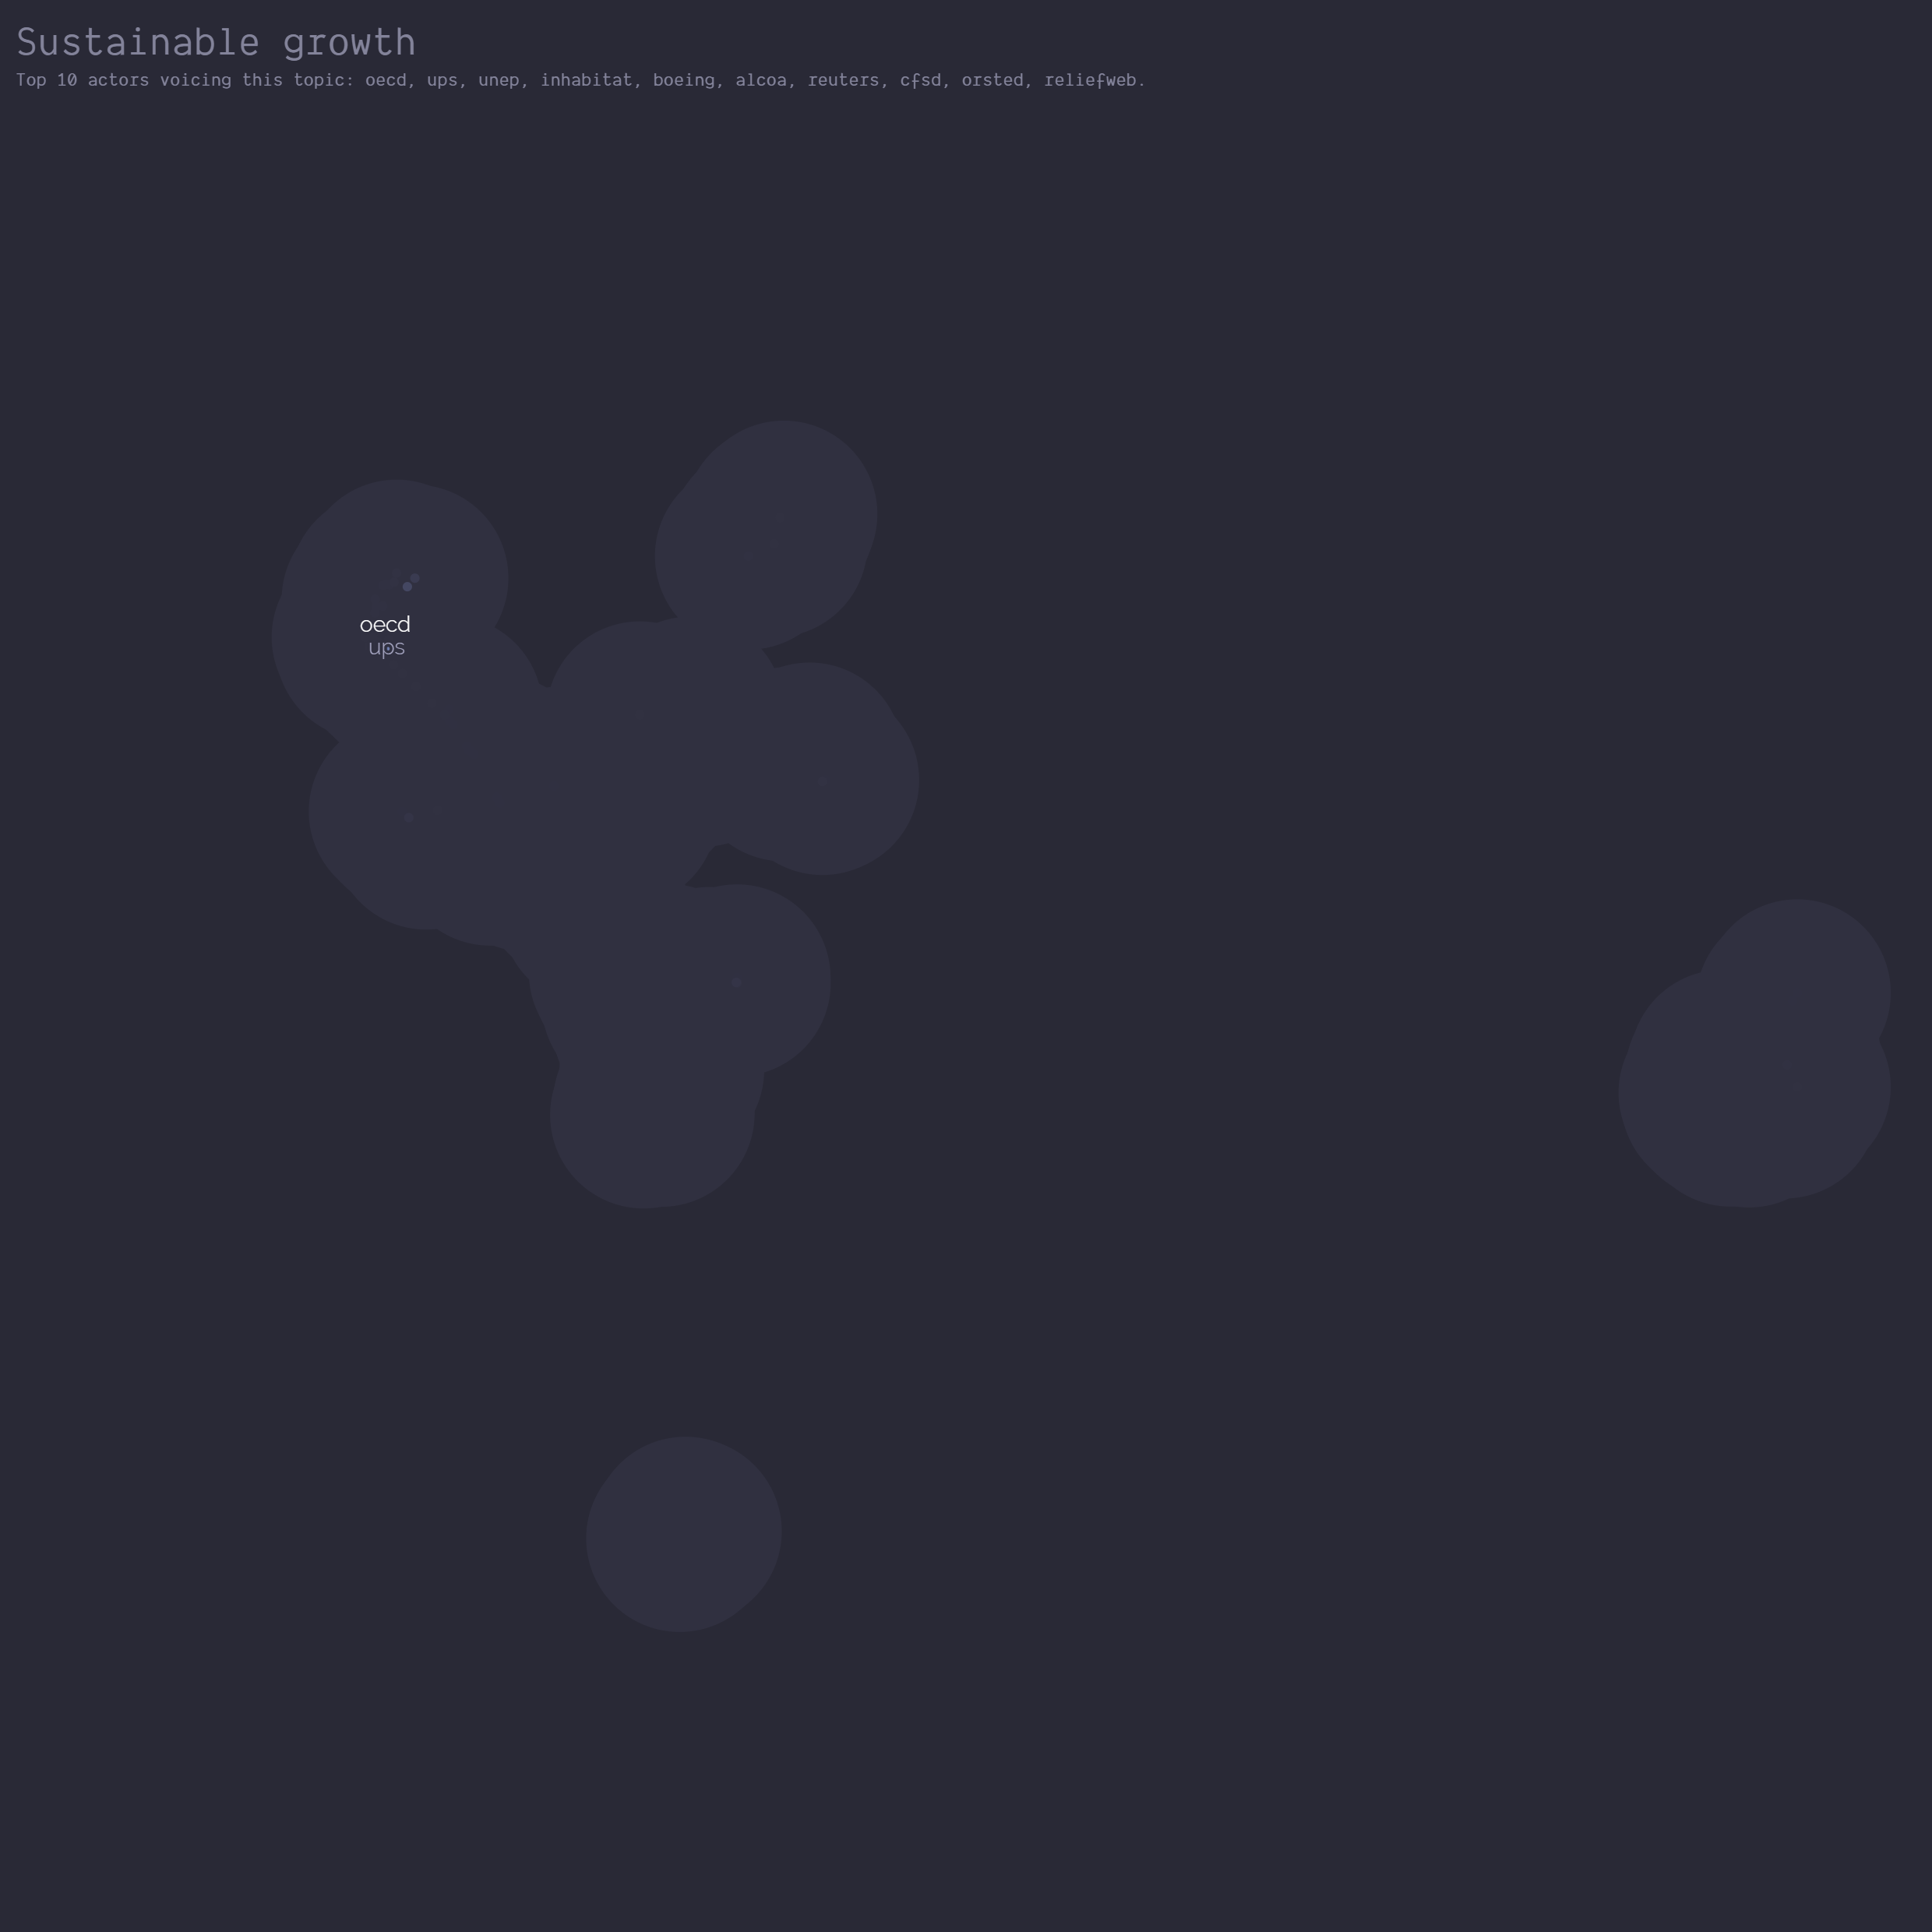 Sustainable growth
Top 10 actors voicing this topic: oecd, ups, unep, inhabitat, boeing, alcoa, reuters, cfsd, orsted, reliefweb.
oecd
ups